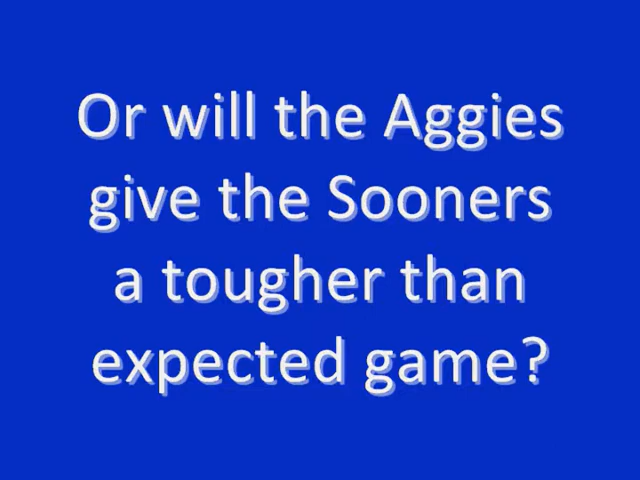 Or will the Aggies
give the Sooners
a tougher than
expected game?